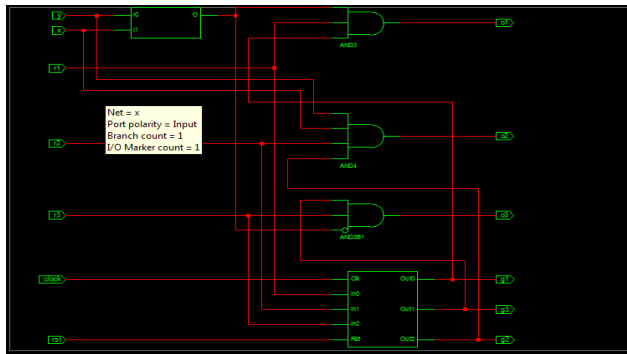 y
I0
O
x
I1
o1
AND3
r1
Net = x
Port polarity = Input
Branch count = 1
I/O Marker count = 1
r2
o2
AND4
r3
o3
AND3B1
clock
Clk
Out0
g1
In0
In1
Out1
g3
In2
rst
Rst
Out2
g2